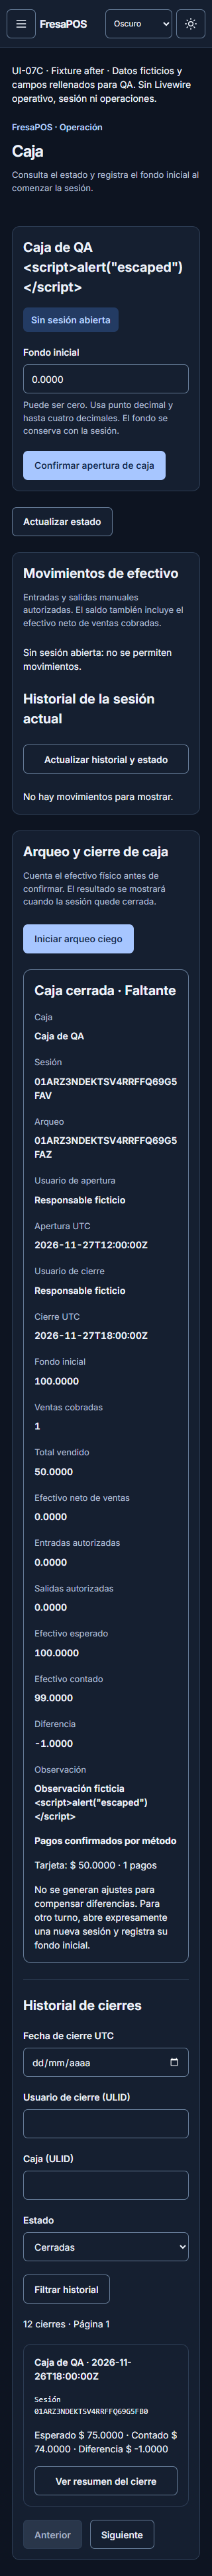 FresaPOS
Oscuro
UI-07C · Fixture after · Datos ficticios y
campos rellenados para QA. Sin Livewire
operativo, sesión ni operaciones.
FresaPOS · Operación
Caja
Consulta el estado y registra el fondo inicial al
comenzar la sesión.
Caja de QA
<script>alert("escaped")
</script>
Sin sesión abierta
Fondo inicial
0.0000
Puede ser cero. Usa punto decimal y
hasta cuatro decimales. El fondo se
conserva con la sesión.
Confirmar apertura de caja
Actualizar estado
Movimientos de efectivo
Entradas y salidas manuales
autorizadas. El saldo también incluye el
efectivo neto de ventas cobradas.
Sin sesión abierta: no se permiten
movimientos.
Historial de la sesión
actual
Actualizar historial y estado
No hay movimientos para mostrar.
Arqueo y cierre de caja
Cuenta el efectivo físico antes de
confirmar. El resultado se mostrará
cuando la sesión quede cerrada.
Iniciar arqueo ciego
Caja cerrada · Faltante
Caja
Caja de QA
Sesión
01ARZ3NDEKTSV4RRFFQ69G5
FAV
Arqueo
01ARZ3NDEKTSV4RRFFQ69G5
FAZ
Usuario de apertura
Responsable ficticio
Apertura UTC
2026-11-27T12:00:00Z
Usuario de cierre
Responsable ficticio
Cierre UTC
2026-11-27T18:00:00Z
Fondo inicial
100.0000
Ventas cobradas
1
Total vendido
50.0000
Efectivo neto de ventas
0.0000
Entradas autorizadas
0.0000
Salidas autorizadas
0.0000
Efectivo esperado
100.0000
Efectivo contado
99.0000
Diferencia
-1.0000
Observación
Observación ficticia
<script>alert("escaped")
</script>
Pagos confirmados por método
Tarjeta: $ 50.0000 · 1 pagos
No se generan ajustes para
compensar diferencias. Para
otro turno, abre expresamente
una nueva sesión y registra su
fondo inicial.
Historial de cierres
Fecha de cierre UTC
dd/mm/aaaa
Usuario de cierre (ULID)
Caja (ULID)
Estado
Cerradas
Filtrar historial
12 cierres · Página 1
Caja de QA · 2026-11-
26T18:00:00Z
Sesión
01ARZ3NDEKTSV4RRFFQ69G5FB0
Esperado $ 75.0000 · Contado $
74.0000 · Diferencia $ -1.0000
Ver resumen del cierre
Anterior
Siguiente